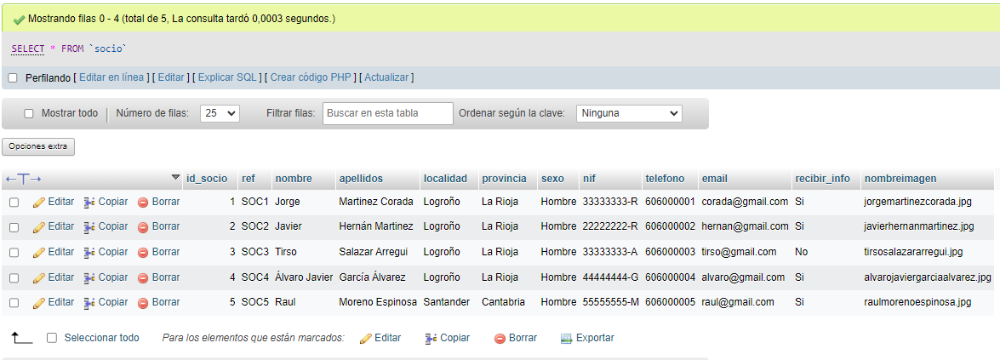 Mostrando filas 0 - 4 (total de 5, La consulta tardó 0,0003 segundos.)
SELECT * FROM `socio`
Perfilando [ Editar en línea ] [ Editar ] [ Explicar SQL ] [ Crear código PHP ] [ Actualizar ]
Mostrar todo Número de filas: 25 Filtrar filas: Buscar en esta tabla Ordenar según la clave: Ninguna
Opciones extra
←T→ id_socio ref nombre apellidos localidad provincia sexo nif telefono email recibir_info nombreimagen
Editar Copiar Borrar 1 SOC1 Jorge Martinez Corada Logroño La Rioja Hombre 33333333-R 606000001 corada@gmail.com Si jorgemartinezcorada.jpg
Editar Copiar Borrar 2 SOC2 Javier Hernán Martinez Logroño La Rioja Hombre 22222222-R 606000002 hernan@gmail.com Si javierhernanmartinez.jpg
Editar Copiar Borrar 3 SOC3 Tirso Salazar Arregui Logroño La Rioja Hombre 33333333-A 606000003 tirso@gmail.com No tirsosalazararregui.jpg
Editar Copiar Borrar 4 SOC4 Álvaro Javier García Álvarez Logroño La Rioja Hombre 44444444-G 606000004 alvaro@gmail.com Si alvarojaviergarciaalvarez.jpg
Editar Copiar Borrar 5 SOC5 Raul Moreno Espinosa Santander Cantabria Hombre 55555555-M 606000005 raul@gmail.com Si raulmorenoespinosa.jpg
Seleccionar todo Para los elementos que están marcados: Editar Copiar Borrar Exportar